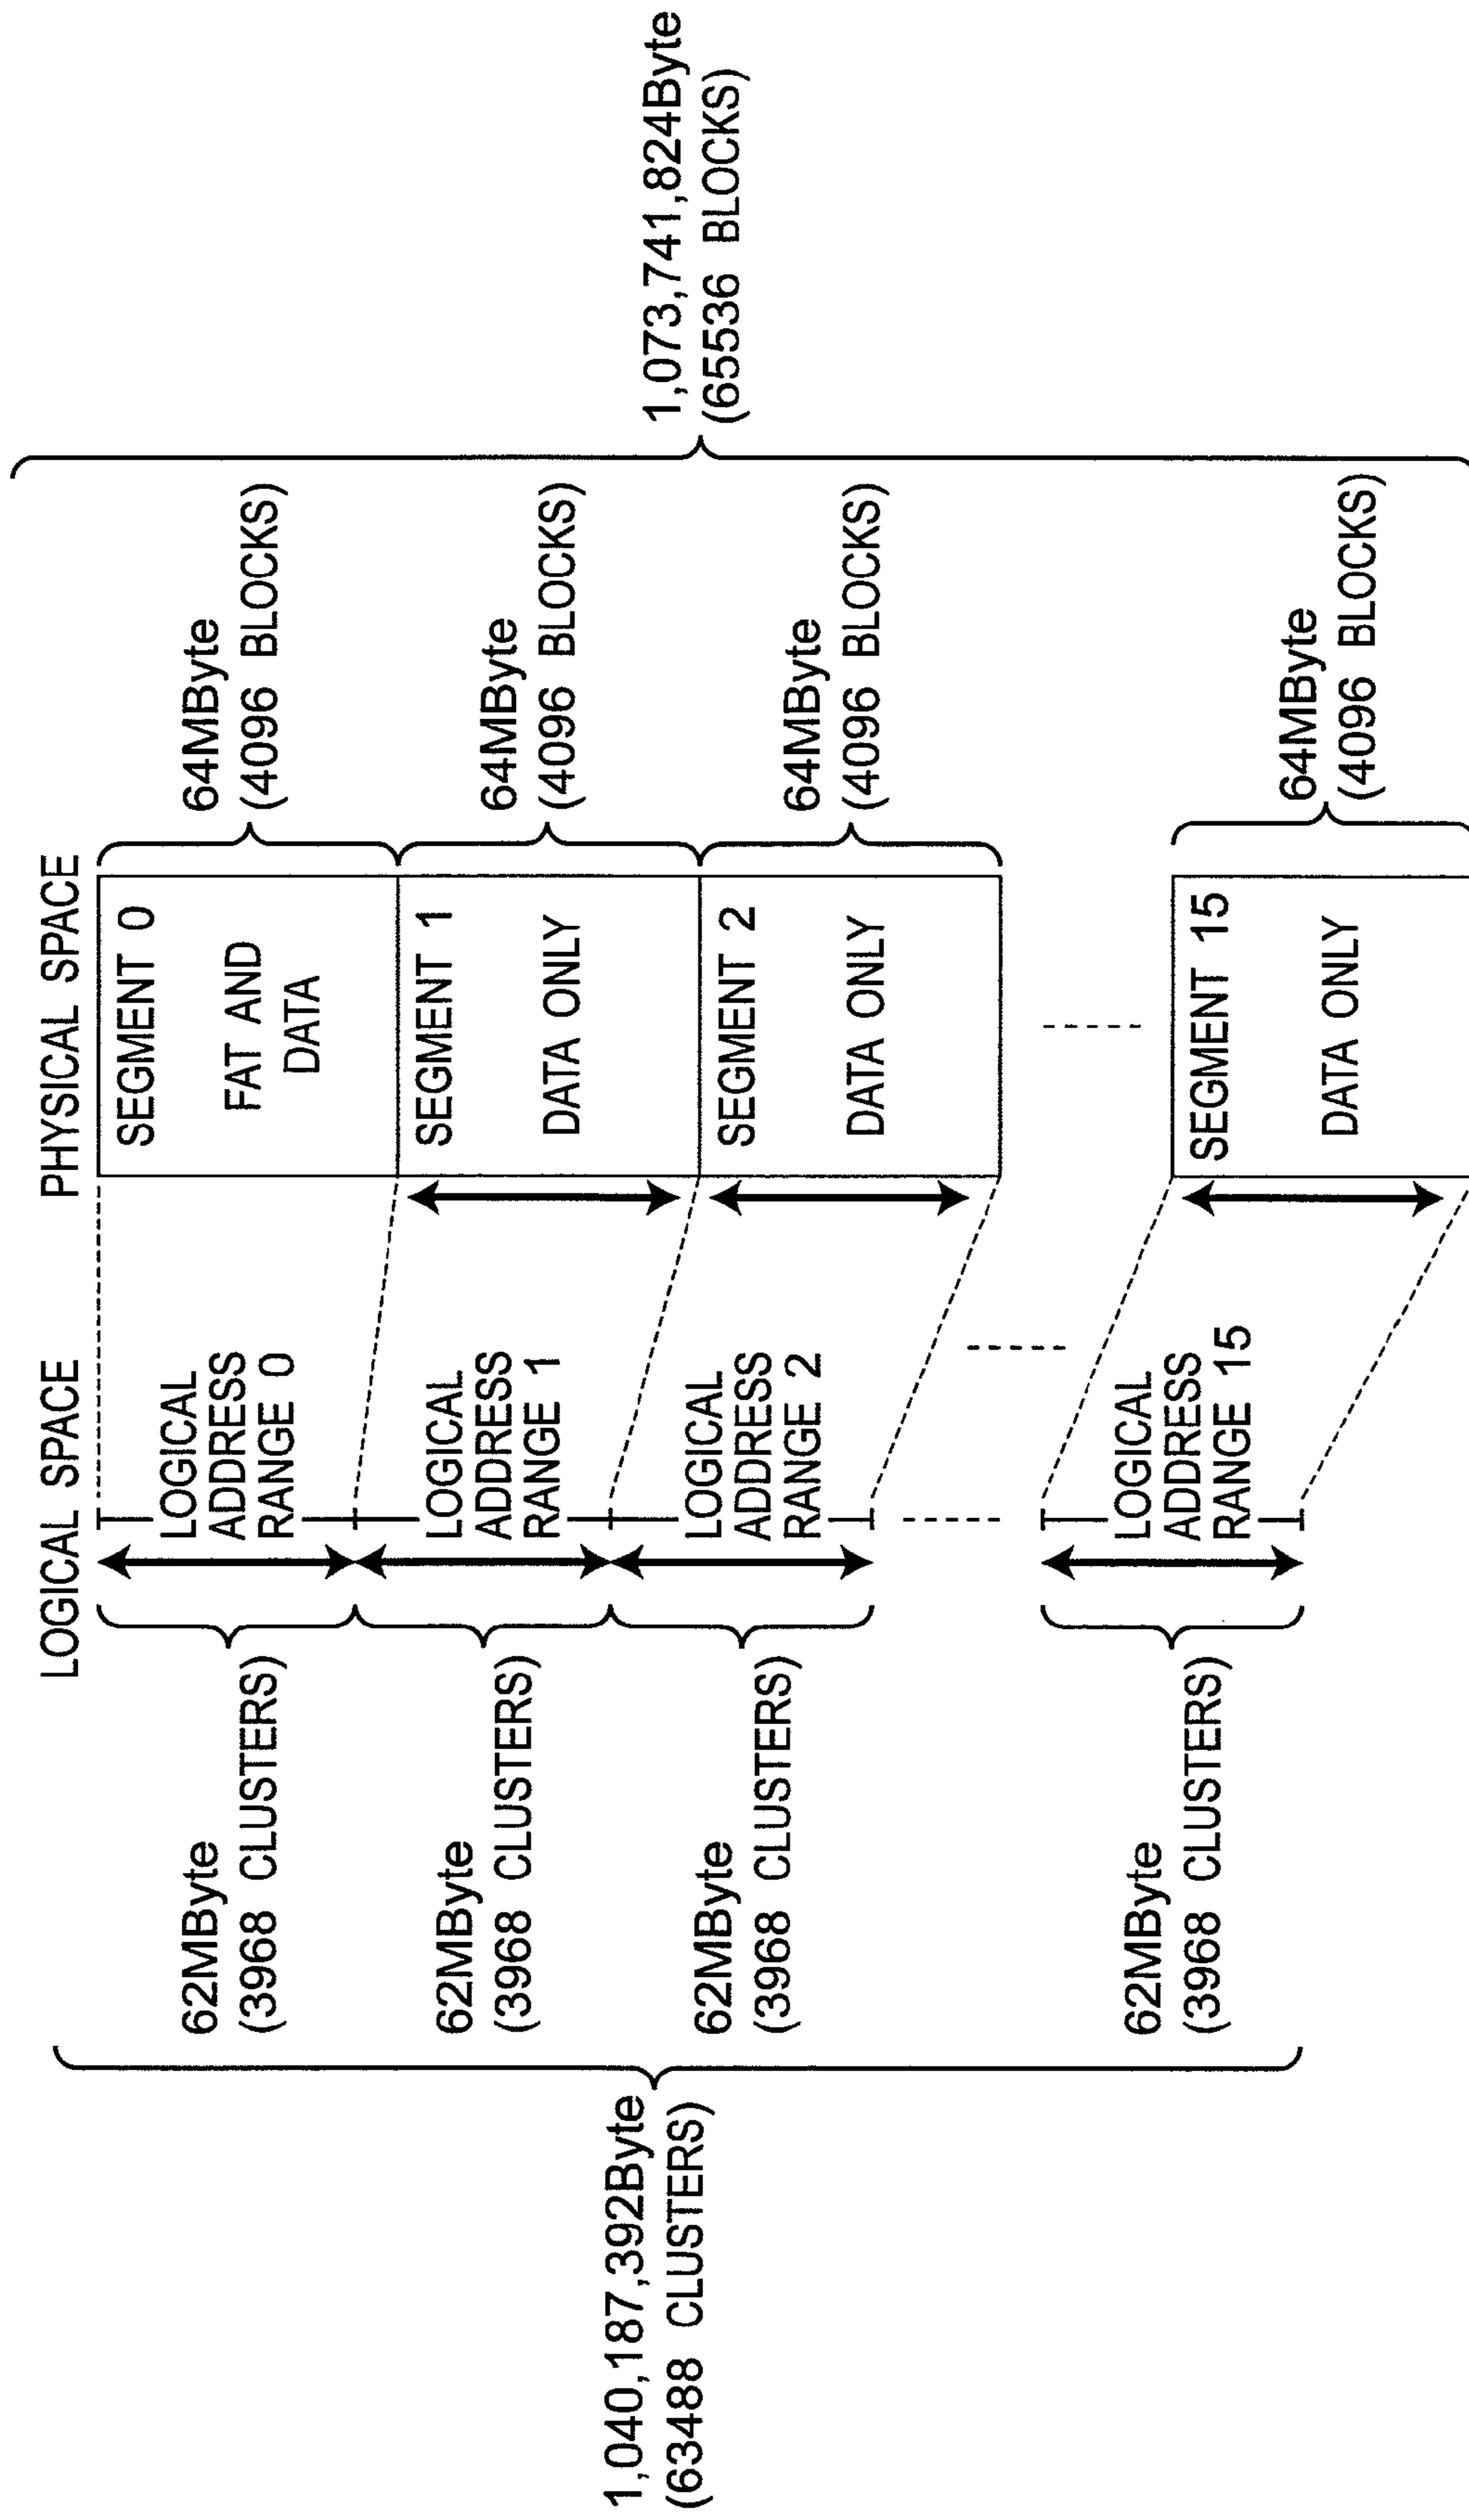 LOGICAL SPACE
PHYSICAL SPACE
1,040,187,392Byte
(63488 CLUSTERS)
62MByte
(3968 CLUSTERS)
LOGICAL
ADDRESS
RANGE 0
SEGMENT 0
FAT AND
DATA
64MByte
(4096 BLOCKS)
62MByte
(3968 CLUSTERS)
LOGICAL
ADDRESS
RANGE 1
SEGMENT 1
DATA ONLY
64MByte
(4096 BLOCKS)
62MByte
(3968 CLUSTERS)
LOGICAL
ADDRESS
RANGE 2
SEGMENT 2
DATA ONLY
64MByte
(4096 BLOCKS)
62MByte
(3968 CLUSTERS)
LOGICAL
ADDRESS
RANGE 15
SEGMENT 15
DATA ONLY
64MByte
(4096 BLOCKS)
1,073,741,824Byte
(65536 BLOCKS)